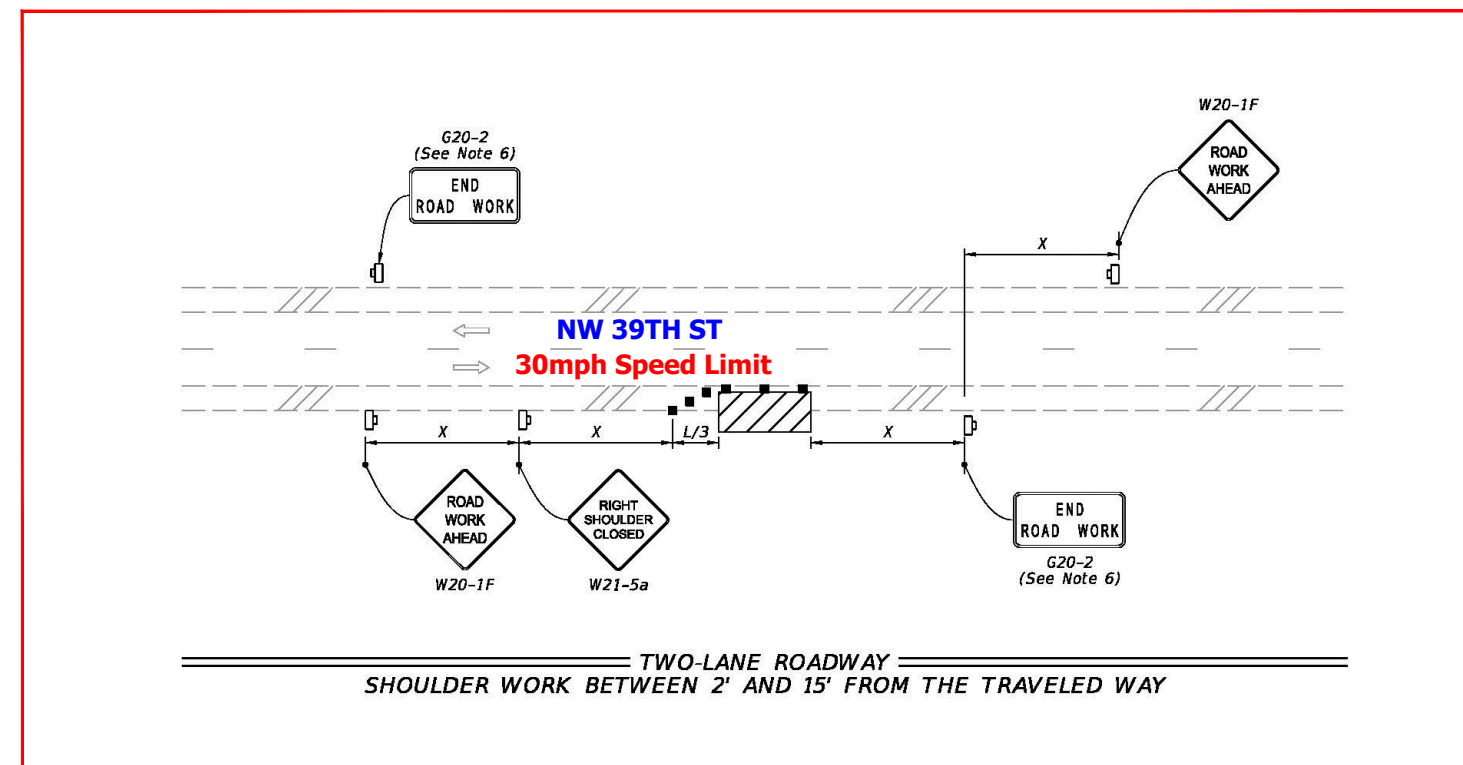 W20-1F
ROAD
WORK
AHEAD
G20-2
(See Note 6)
END
ROAD WORK
X
NW 39TH ST
30mph Speed Limit
X
X
L/3
X
ROAD
WORK
AHEAD
W20-1F
RIGHT
SHOULDER
CLOSED
W21-5a
END
ROAD WORK
G20-2
(See Note 6)
TWO-LANE ROADWAY
SHOULDER WORK BETWEEN 2' AND 15' FROM THE TRAVELED WAY